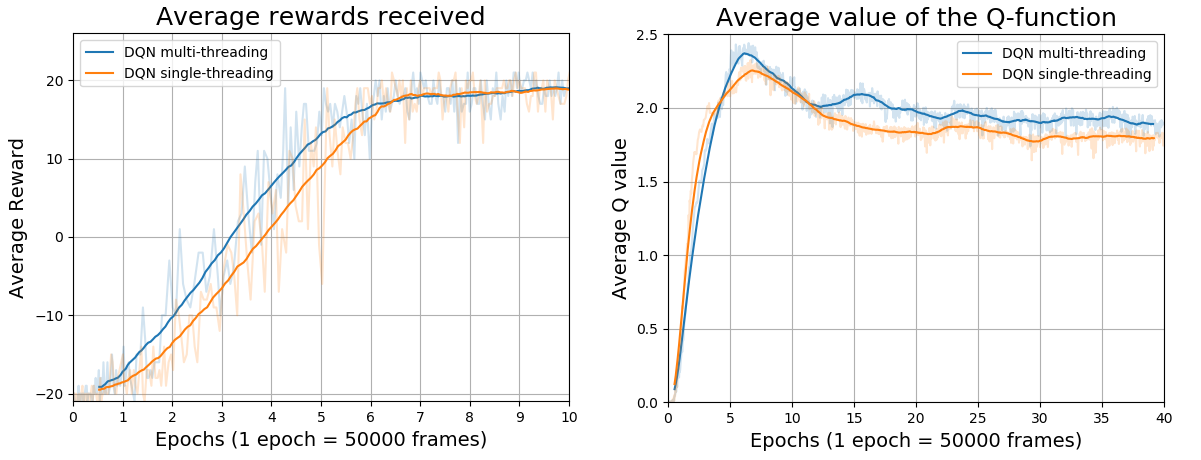 Average rewards received
DQN multi-threading
DQN single-threading
Average Reward
20
10
0
−10
−20
0 1 2 3 4 5 6 7 8 9 10
Epochs (1 epoch = 50000 frames)
Average value of the Q-function
DQN multi-threading
DQN single-threading
Average Q value
2.5
2.0
1.5
1.0
0.5
0.0
0 5 10 15 20 25 30 35 40
Epochs (1 epoch = 50000 frames)